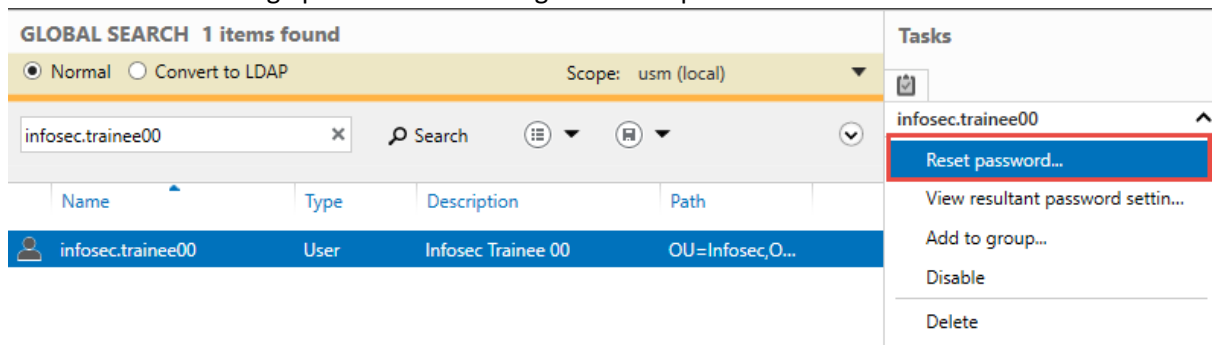 GLOBAL SEARCH 1 items found
Normal Convert to LDAP Scope: usm (local)
infosec.trainee00 Search
Name Type Description Path
infosec.trainee00 User Infosec Trainee 00 OU=Infosec,O...
Tasks
infosec.trainee00
Reset password...
View resultant password settin...
Add to group...
Disable
Delete